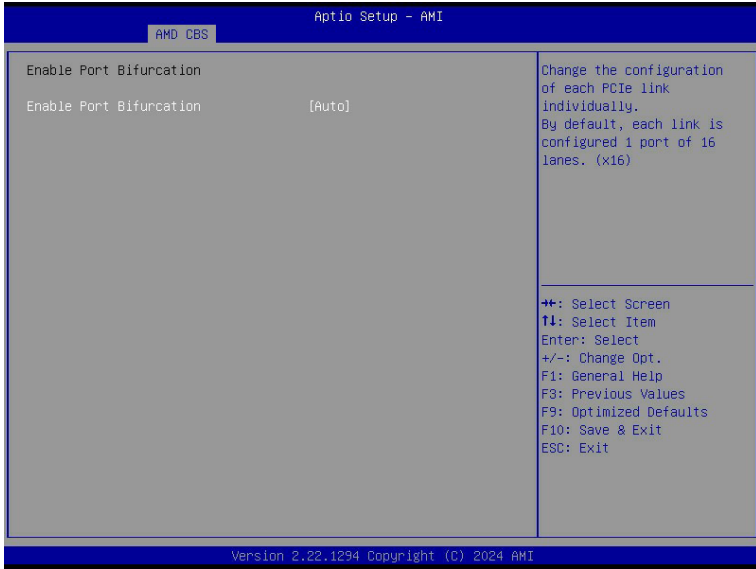 Aptio Setup – AMI
AMD CBS
Enable Port Bifurcation
Enable Port Bifurcation [Auto]
Change the configuration
of each PCIe link
individually.
By default, each link is
configured 1 port of 16
lanes. (x16)
→←: Select Screen
↑↓: Select Item
Enter: Select
+/-: Change Opt.
F1: General Help
F3: Previous Values
F9: Optimized Defaults
F10: Save & Exit
ESC: Exit
Version 2.22.1294 Copyright (C) 2024 AMI